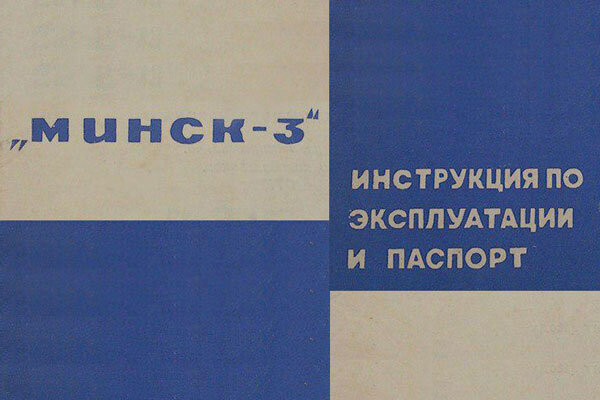 „МИНСК-3“
ИНСТРУКЦИЯ ПО
ЭКСПЛУАТАЦИИ
И ПАСПОРТ